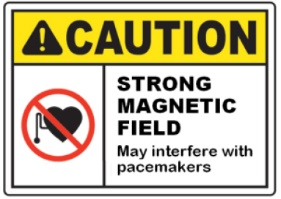 CAUTION
STRONG
MAGNETIC
FIELD
May interfere with
pacemakers